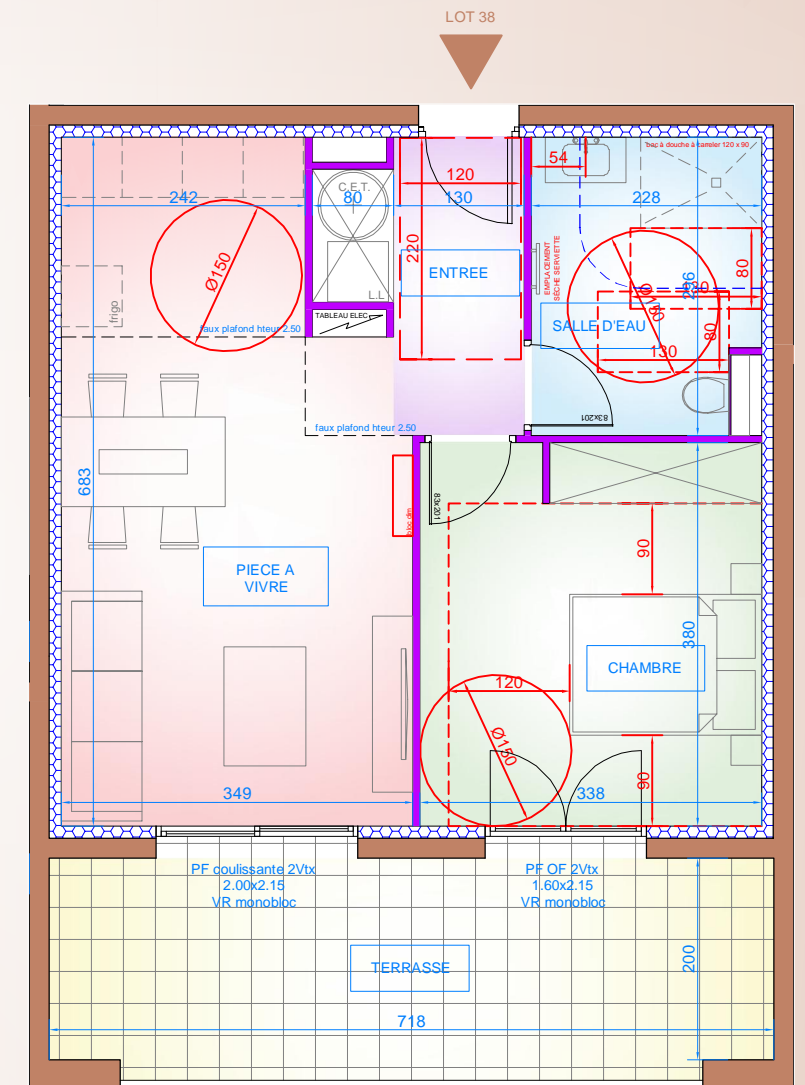 LOT 38
bac à douche à carreler 120 x 90
54
120
C.E.T.
242
80
130
228
220
EMPLACEMENT
SÈCHE SERVIETTE
ENTREE
Ø150
80
296
L.L
frigo
TABLEAU ELEC
SALLE D'EAU
Ø150
80
130
faux plafond hteur 2.50
83x201
faux plafond hteur 2.50
683
83x201
90
PIECE A
VIVRE
380
CHAMBRE
120
Ø150
90
349
338
PF coulissante 2Vtx
2.00x2.15
VR monobloc
PF OF 2Vtx
1.60x2.15
VR monobloc
TERRASSE
200
718